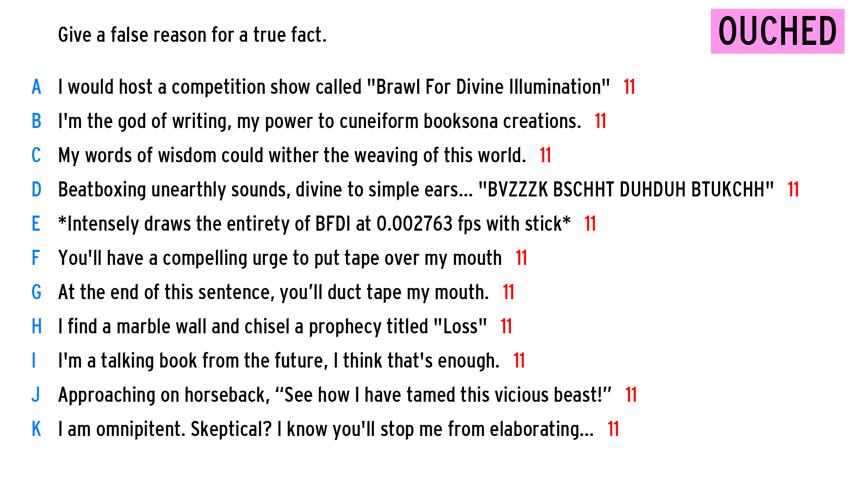 Give a false reason for a true fact.
OUCHED
A I would host a competition show called "Brawl For Divine Illumination" 11
B I'm the god of writing, my power to cuneiform booksona creations. 11
C My words of wisdom could wither the weaving of this world. 11
D Beatboxing unearthly sounds, divine to simple ears... "BVZZZK BSCHHT DUHDUH BTUKCHH" 11
E *Intensely draws the entirety of BFDI at 0.002763 fps with stick* 11
F You'll have a compelling urge to put tape over my mouth 11
G At the end of this sentence, you’ll duct tape my mouth. 11
H I find a marble wall and chisel a prophecy titled "Loss" 11
I I'm a talking book from the future, I think that's enough. 11
J Approaching on horseback, “See how I have tamed this vicious beast!” 11
K I am omnipitent. Skeptical? I know you'll stop me from elaborating... 11